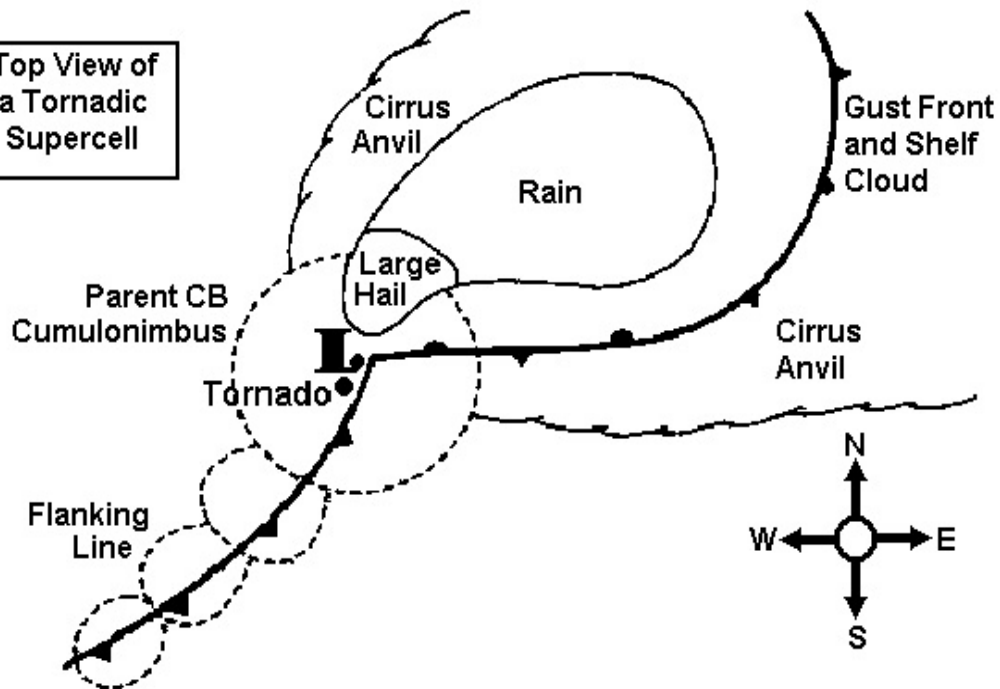 Top View of
a Tornadic
Supercell
Cirrus
Anvil
Gust Front
and Shelf
Cloud
Rain
Large
Hail
Parent CB
Cumulonimbus
L
Tornado
Cirrus
Anvil
Flanking
Line
N
W
E
S